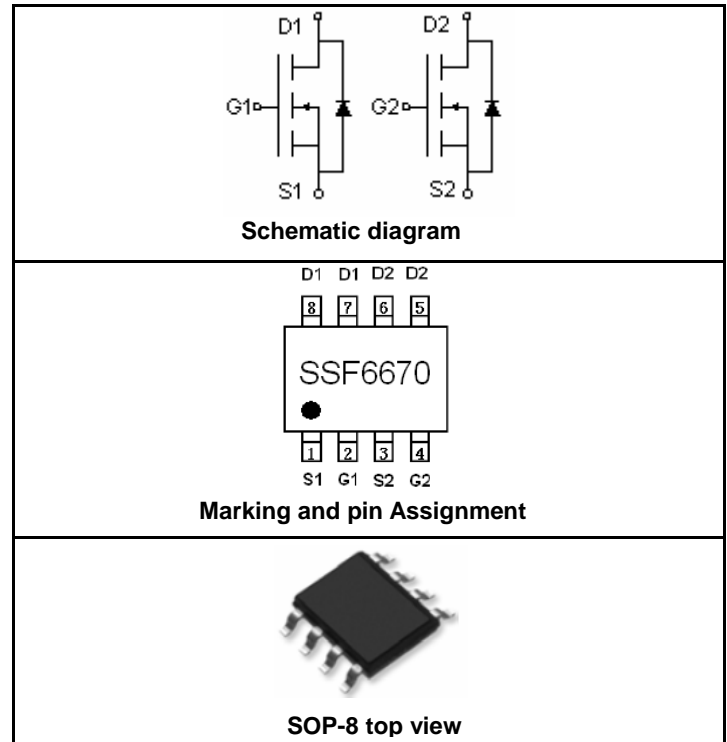 D1 D2
G1 G2
S1 S2
Schematic diagram
D1 D1 D2 D2
8 7 6 5
SSF6670
1 2 3 4
S1 G1 S2 G2
Marking and pin Assignment
SOP-8 top view